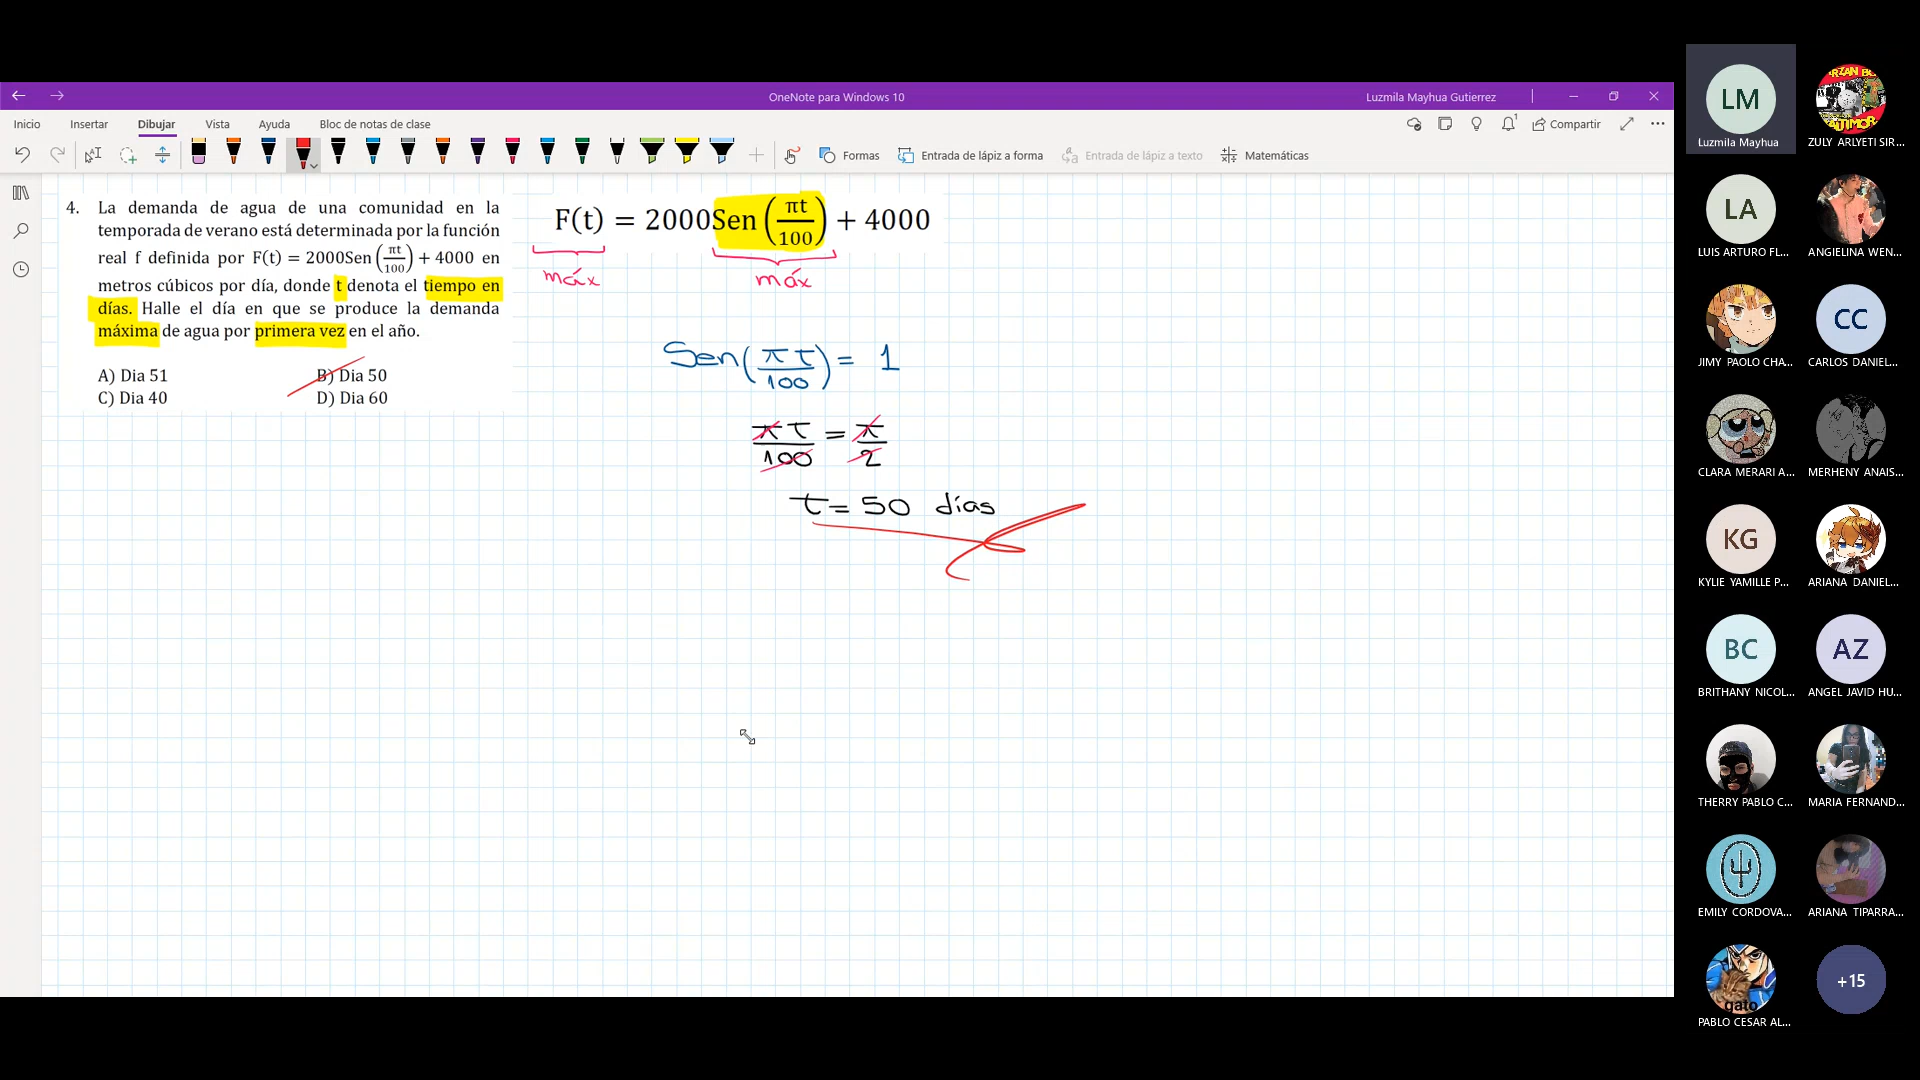 OneNote para Windows 10
Luzmila Mayhua Gutierrez
Inicio Insertar Dibujar Vista Ayuda Bloc de notas de clase
Compartir
Formas Entrada de lápiz a forma Entrada de lápiz a texto Matemáticas
4. La demanda de agua de una comunidad en la
temporada de verano está determinada por la función
real f definida por F(t) = 2000Sen(πt/100) + 4000 en
metros cúbicos por día, donde t denota el tiempo en
días. Halle el día en que se produce la demanda
máxima de agua por primera vez en el año.
A) Dia 51 B) Dia 50
C) Dia 40 D) Dia 60
F(t) = 2000Sen(πt/100) + 4000
máx máx
Sen(πt/100) = 1
πt/100 = π/2
t = 50 días
LM
Luzmila Mayhua
ZULY ARLYETI SIR...
LA
LUIS ARTURO FL...
ANGIELINA WEN...
JIMY PAOLO CHA...
CC
CARLOS DANIEL...
CLARA MERARI A...
MERHENY ANAIS...
KG
KYLIE YAMILLE P...
ARIANA DANIEL...
BC
BRITHANY NICOL...
AZ
ANGEL JAVID HU...
THERRY PABLO C...
MARIA FERNAND...
EMILY CORDOVA...
ARIANA TIPARRA...
gato
PABLO CESAR AL...
+15